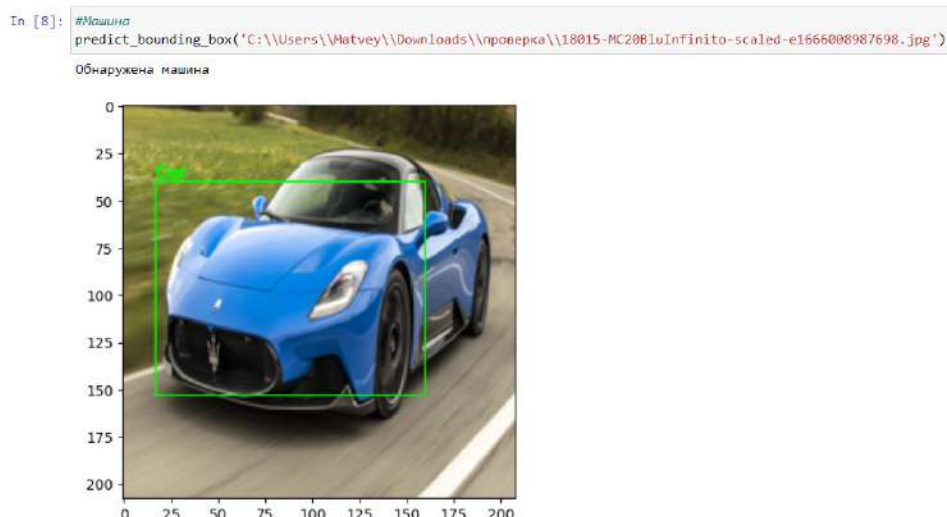 In [8]: #Машина
predict_bounding_box('C:\\Users\\Matvey\\Downloads\\проверка\\18015-MC20BluInfinito-scaled-e1666008987698.jpg')
Обнаружена машина
0
25
50
75
100
125
150
175
200
0 25 50 75 100 125 150 175 200